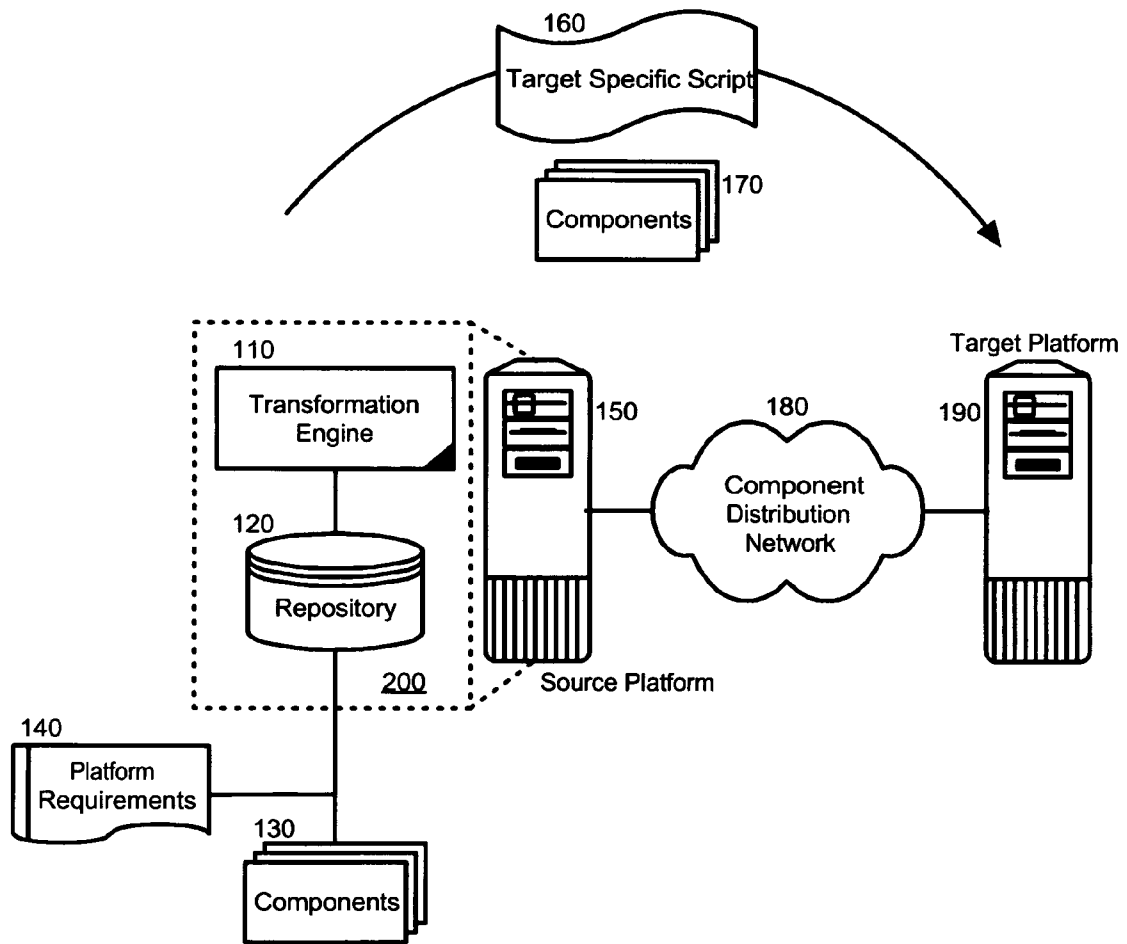 160
Target Specific Script
170
Components
110
Transformation
Engine
120
Repository
200
150
Source Platform
180
Component
Distribution
Network
Target Platform
190
140
Platform
Requirements
130
Components